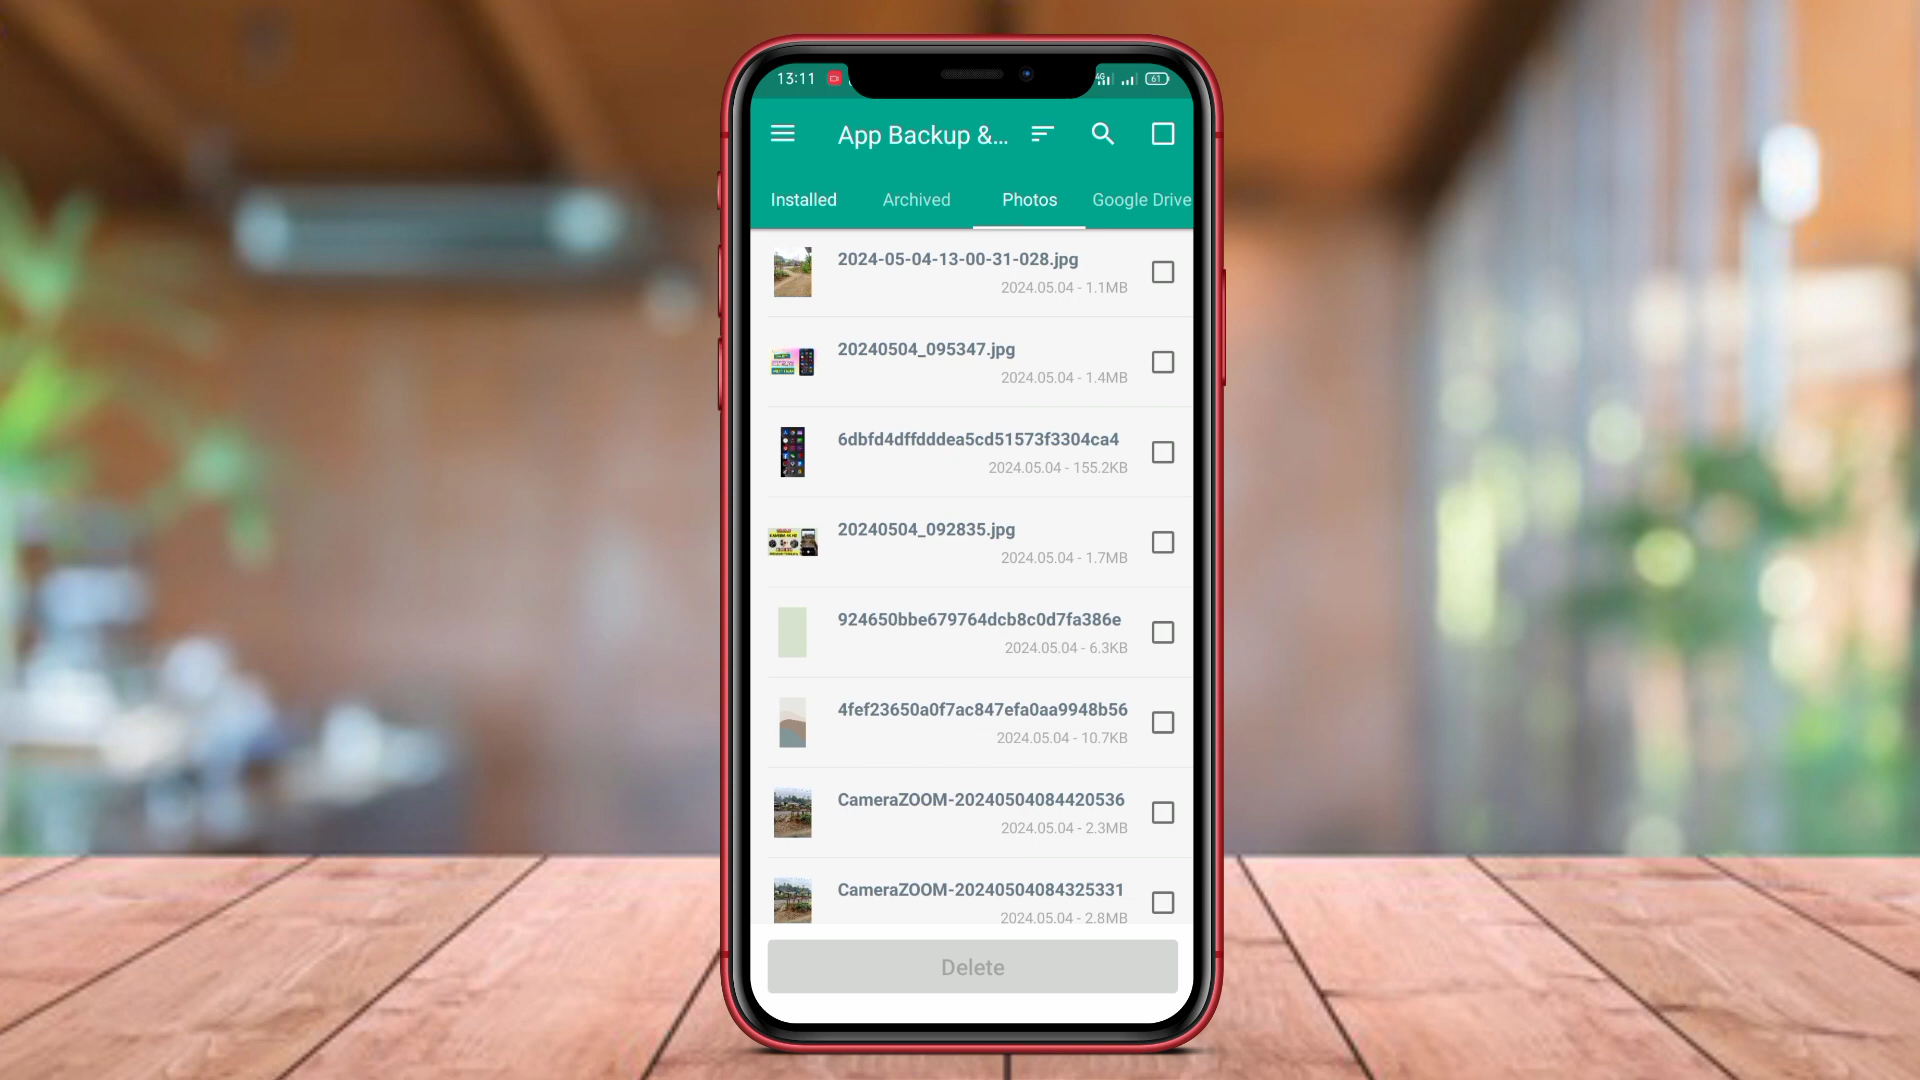 13:11
4G
61
App Backup &...
Installed Archived Photos Google Drive
2024-05-04-13-00-31-028.jpg
2024.05.04 - 1.1MB
20240504_095347.jpg
2024.05.04 - 1.4MB
6dbfd4dffdddea5cd51573f3304ca4
2024.05.04 - 155.2KB
20240504_092835.jpg
2024.05.04 - 1.7MB
924650bbe679764dcb8c0d7fa386e
2024.05.04 - 6.3KB
4fef23650a0f7ac847efa0aa9948b56
2024.05.04 - 10.7KB
CameraZOOM-20240504084420536
2024.05.04 - 2.3MB
CameraZOOM-20240504084325331
2024.05.04 - 2.8MB
Delete